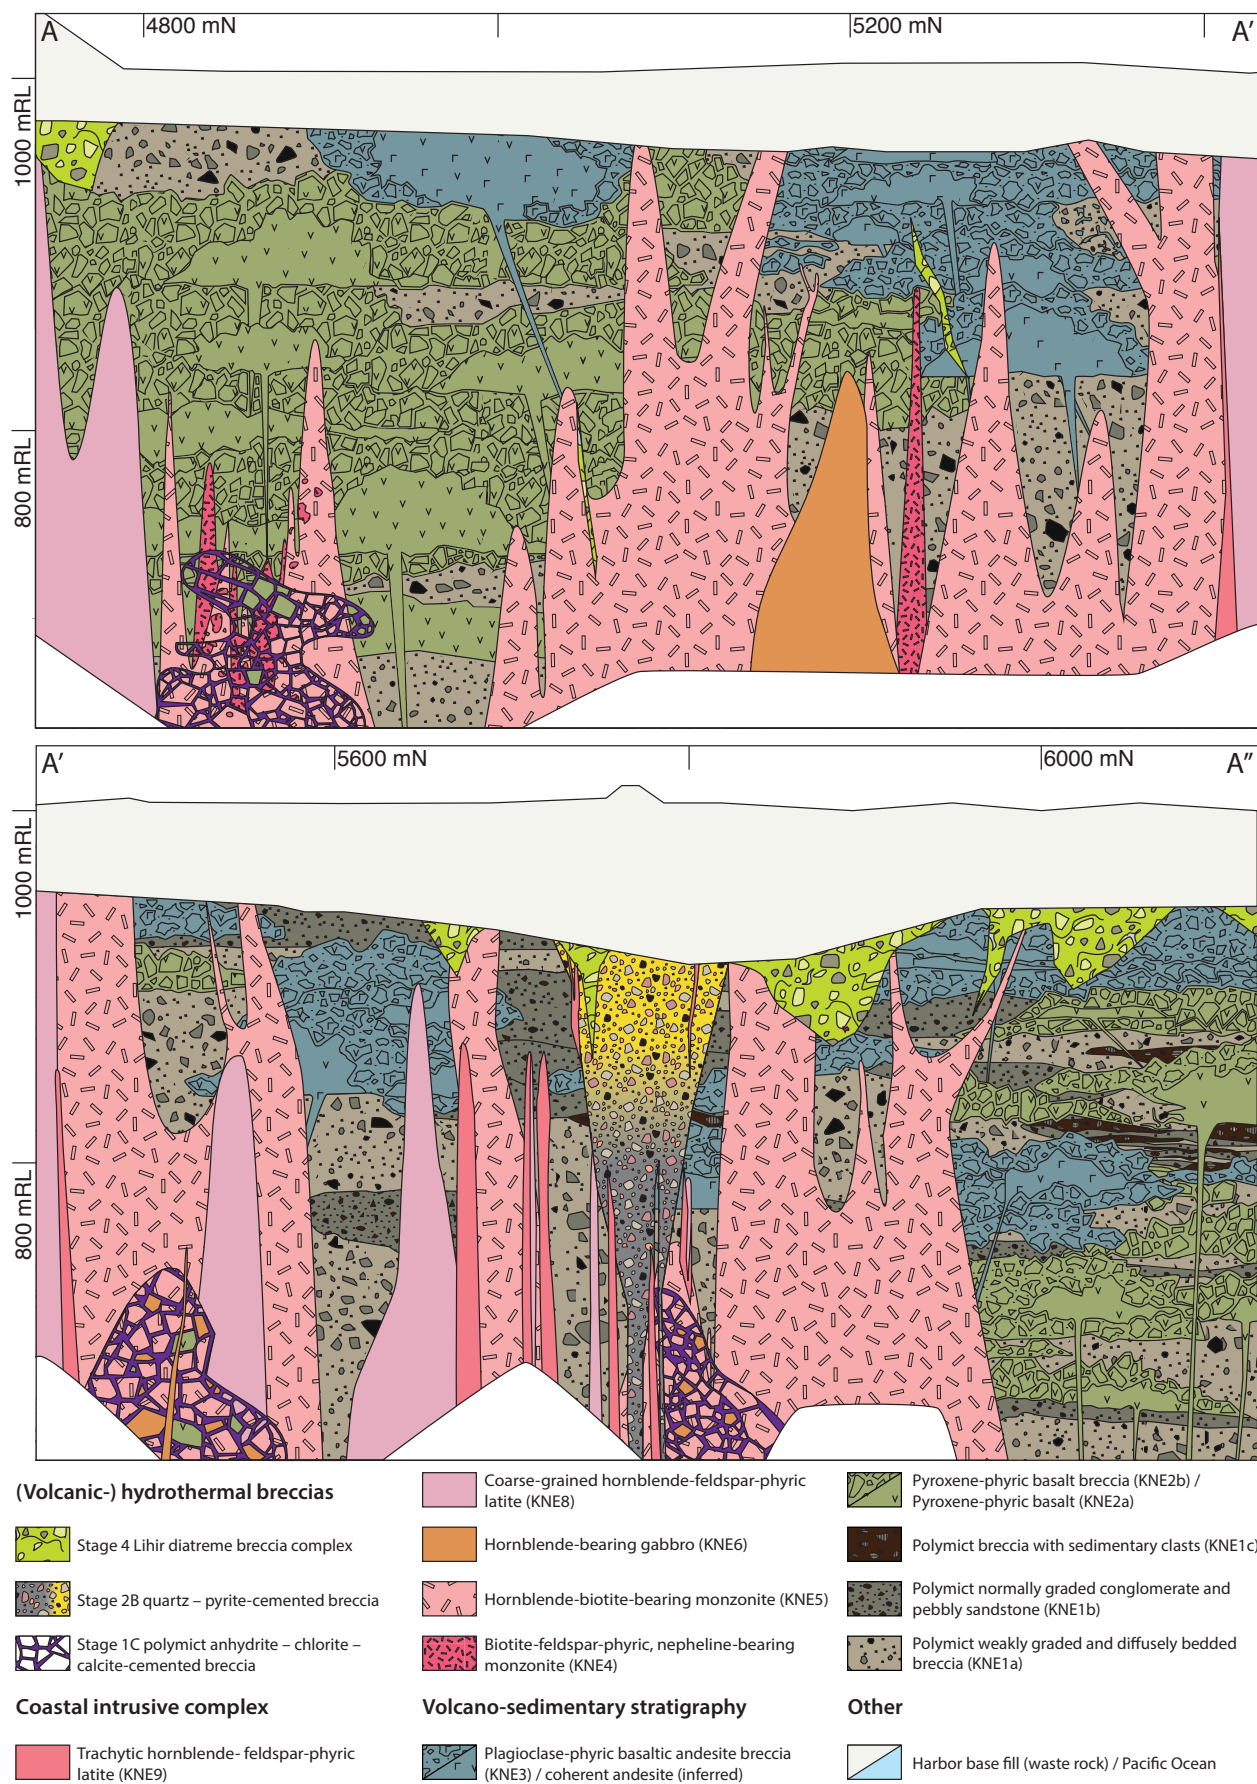 A
4800 mN
5200 mN
A′
1000 mRL
800 mRL
A′
5600 mN
6000 mN
A″
1000 mRL
800 mRL
(Volcanic-) hydrothermal breccias
Stage 4 Lihir diatreme breccia complex
Stage 2B quartz – pyrite-cemented breccia
Stage 1C polymict anhydrite – chlorite –
calcite-cemented breccia
Coastal intrusive complex
Trachytic hornblende- feldspar-phyric
latite (KNE9)
Coarse-grained hornblende-feldspar-phyric
latite (KNE8)
Hornblende-bearing gabbro (KNE6)
Hornblende-biotite-bearing monzonite (KNE5)
Biotite-feldspar-phyric, nepheline-bearing
monzonite (KNE4)
Volcano-sedimentary stratigraphy
Plagioclase-phyric basaltic andesite breccia
(KNE3) / coherent andesite (inferred)
Pyroxene-phyric basalt breccia (KNE2b) /
Pyroxene-phyric basalt (KNE2a)
Polymict breccia with sedimentary clasts (KNE1c)
Polymict normally graded conglomerate and
pebbly sandstone (KNE1b)
Polymict weakly graded and diffusely bedded
breccia (KNE1a)
Other
Harbor base fill (waste rock) / Pacific Ocean